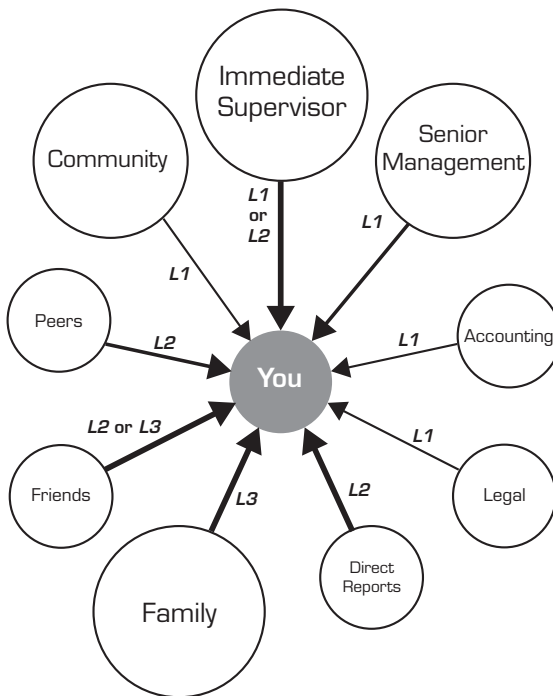 Immediate
Supervisor
Community
Senior
Management
L1
or
L2
L1
L1
Peers
L2
You
L1
Accounting
L2 or L3
L1
Friends
L3
L2
Legal
Family
Direct
Reports